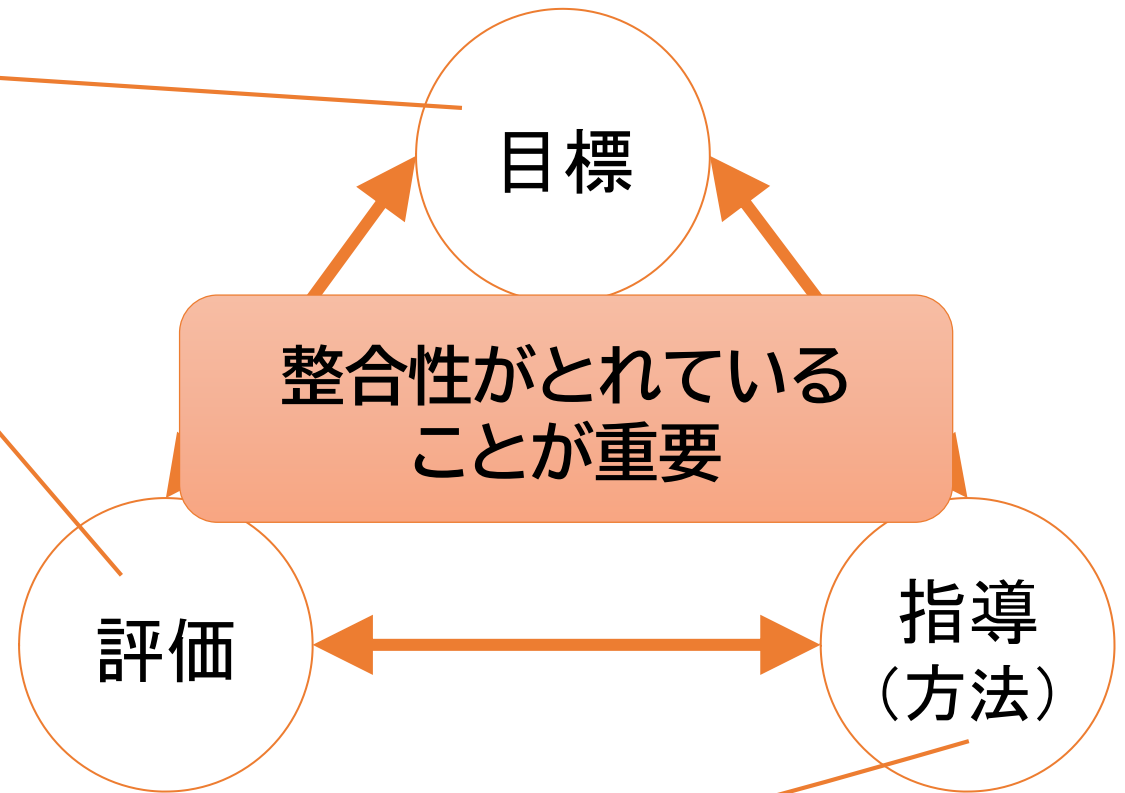 目標
整合性がとれている
ことが重要
評価
指導
（方法）